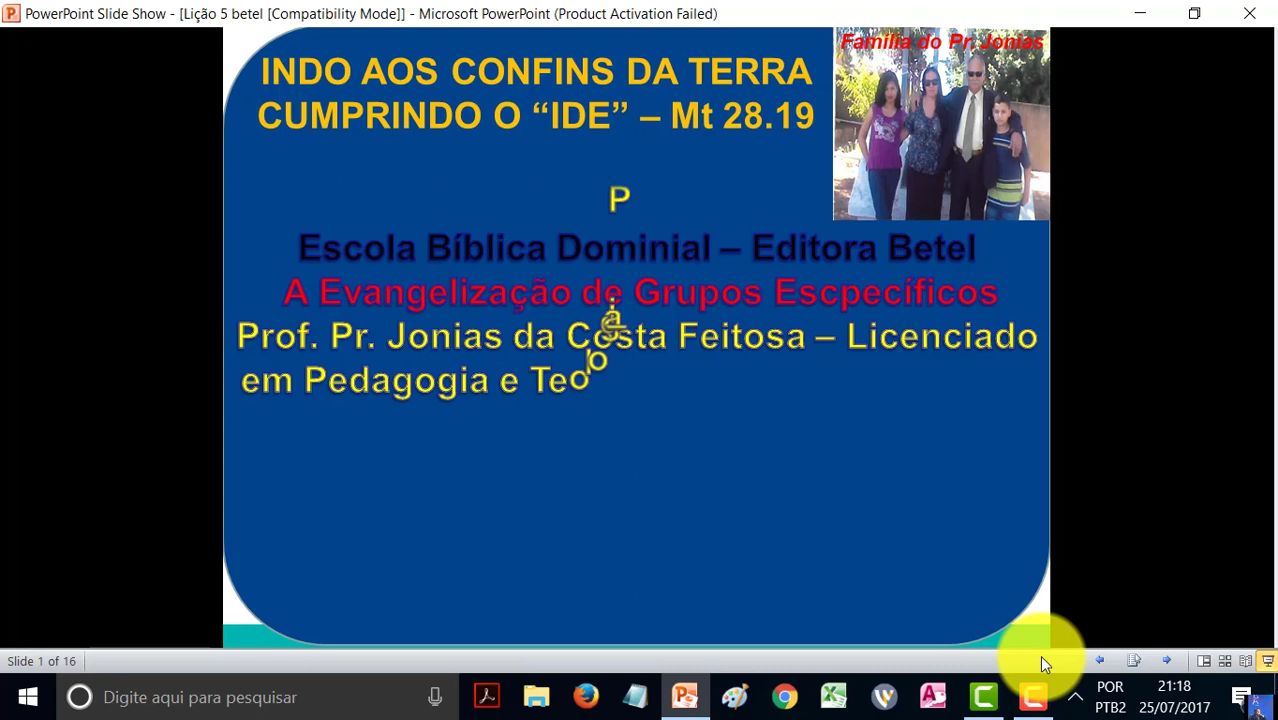 PowerPoint Slide Show - [Lição 5 betel [Compatibility Mode]] - Microsoft PowerPoint (Product Activation Failed)
Família do Pr. Jonias
INDO AOS CONFINS DA TERRA
CUMPRINDO O “IDE” – Mt 28.19
P
Escola Bíblica Dominial – Editora Betel
A Evangelização de Grupos Escpecíficos
Prof. Pr. Jonias da Costa Feitosa – Licenciado
em Pedagogia e Teo
Slide 1 of 16
Digite aqui para pesquisar
POR
PTB2
21:18
25/07/2017